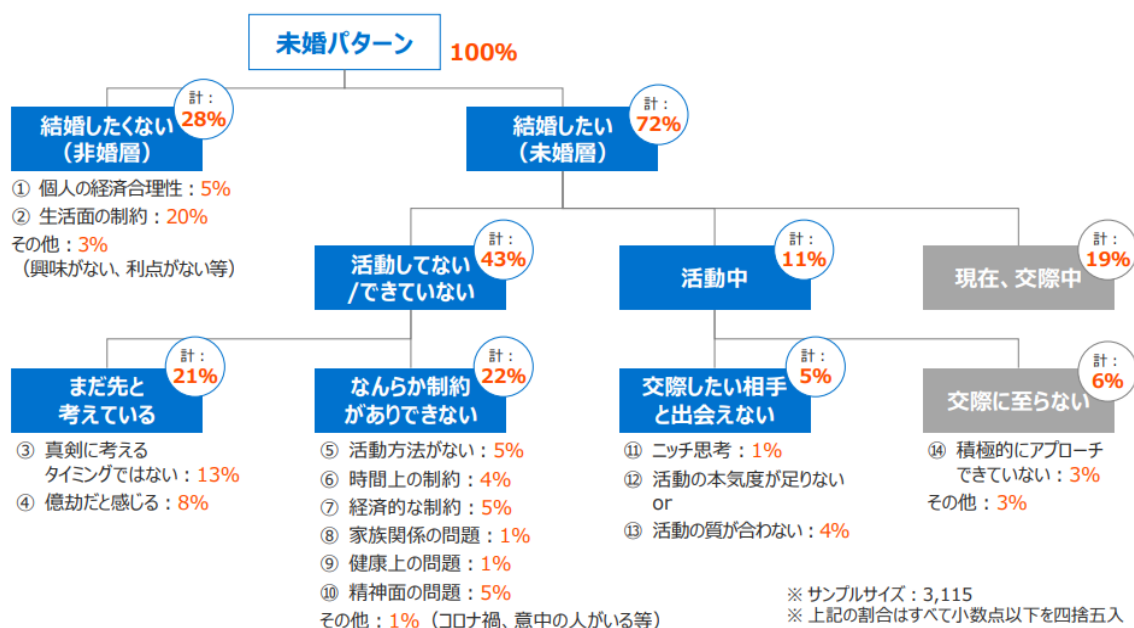 未婚パターン
100%
計：
28%
結婚したくない
（非婚層）
① 個人の経済合理性：5%
② 生活面の制約：20%
その他：3%
（興味がない、利点がない等）
計：
72%
結婚したい
（未婚層）
計：
43%
活動してない
/できていない
計：
11%
活動中
計：
19%
現在、交際中
計：
21%
まだ先と
考えている
③ 真剣に考える
タイミングではない：13%
④ 億劫だと感じる：8%
計：
22%
なんらか制約
がありできない
⑤ 活動方法がない：5%
⑥ 時間上の制約：4%
⑦ 経済的な制約：5%
⑧ 家族関係の問題：1%
⑨ 健康上の問題：1%
⑩ 精神面の問題：5%
その他：1%（コロナ禍、意中の人がいる等）
計：
5%
交際したい相手
と出会えない
⑪ ニッチ思考：1%
⑫ 活動の本気度が足りない
or
⑬ 活動の質が合わない：4%
計：
6%
交際に至らない
⑭ 積極的にアプローチ
できていない：3%
その他：3%
※ サンプルサイズ：3,115
※ 上記の割合はすべて小数点以下を四捨五入